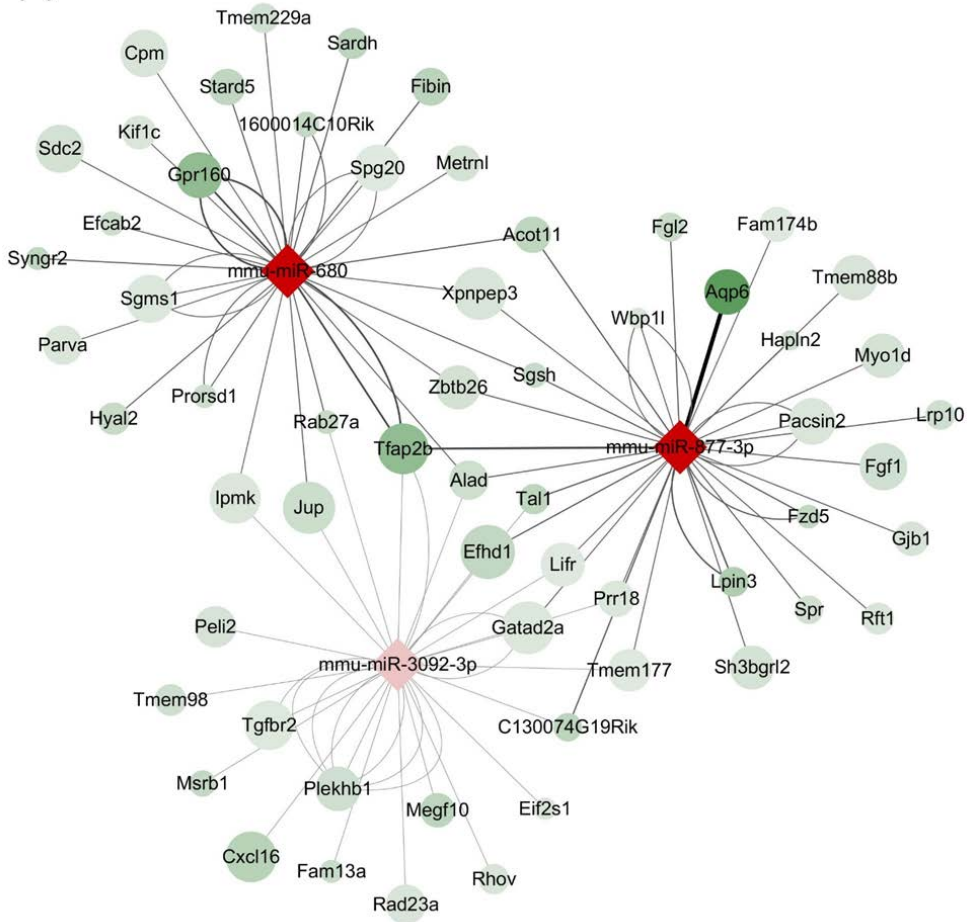 Tmem229a
Cpm
Sardh
Stard5
Fibin
1600014C10Rik
Kif1c
Sdc2
Gpr160
Spg20
Metrnl
Efcab2
Acot11
Fgl2
Fam174b
Syngr2
mmu-miR-680
Sgms1
Xpnpep3
Aqp6
Tmem88b
Wbp1l
Hapln2
Parva
Myo1d
Prorsd1
Zbtb26
Sgsh
Hyal2
Rab27a
Pacsin2
Lrp10
Tfap2b
mmu-miR-877-3p
Alad
Fgf1
Ipmk
Jup
Tal1
Fzd5
Gjb1
Efhd1
Lifr
Lpin3
Prr18
Spr
Rft1
Peli2
Gatad2a
mmu-miR-3092-3p
Tmem177
Sh3bgrl2
Tmem98
Tgfbr2
C130074G19Rik
Msrb1
Plekhb1
Megf10
Eif2s1
Cxcl16
Fam13a
Rhov
Rad23a